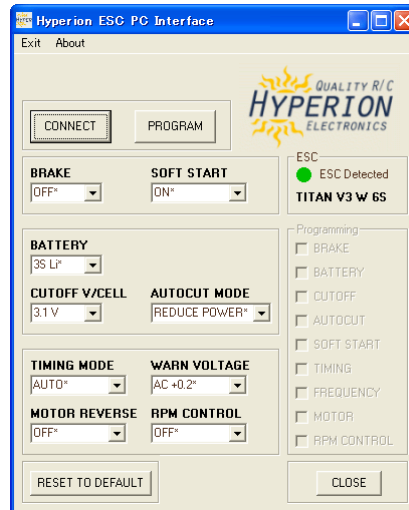 Hyperion ESC PC Interface
Exit About
QUALITY R/C
HYPERION
ELECTRONICS
CONNECT PROGRAM
BRAKE SOFT START
OFF* ON*
ESC
ESC Detected
TITAN V3 W 6S
BATTERY
3S Li*
CUTOFF V/CELL AUTOCUT MODE
3.1 V REDUCE POWER*
TIMING MODE WARN VOLTAGE
AUTO* AC +0.2*
MOTOR REVERSE RPM CONTROL
OFF* OFF*
Programming
BRAKE
BATTERY
CUTOFF
AUTOCUT
SOFT START
TIMING
FREQUENCY
MOTOR
RPM CONTROL
RESET TO DEFAULT CLOSE